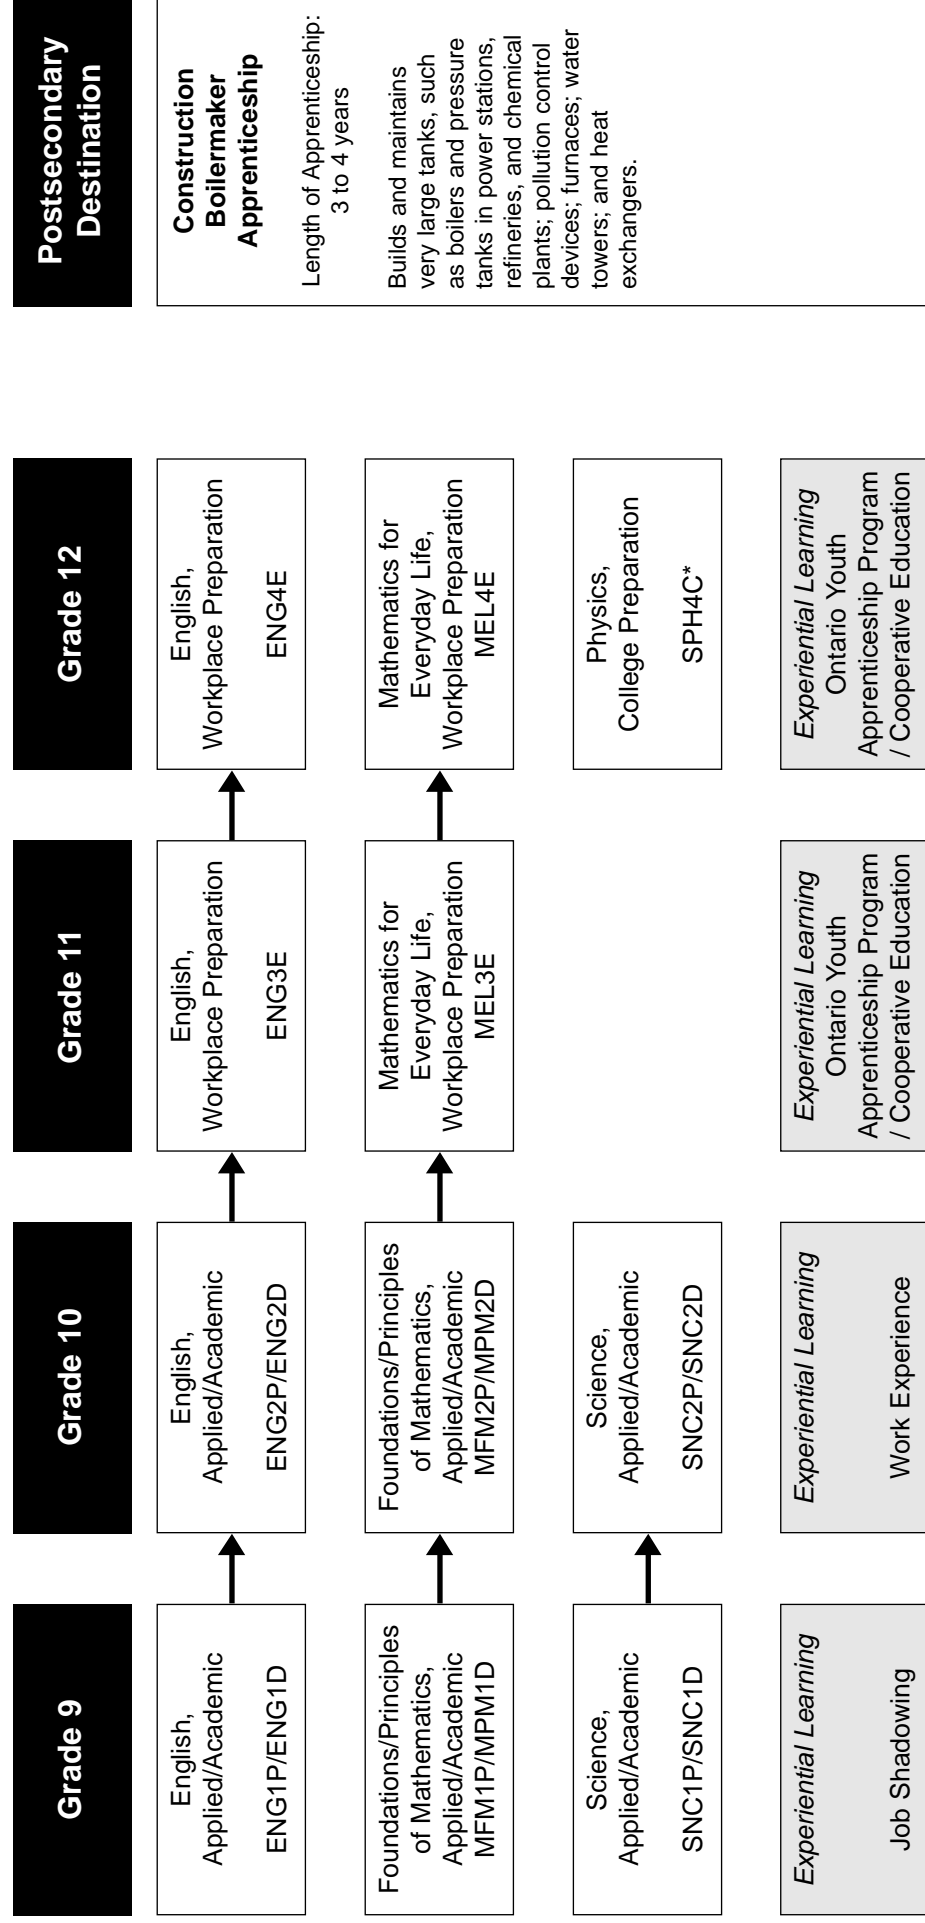 Grade 9
Grade 10
Grade 11
Grade 12
Postsecondary
Destination
English,
Applied/Academic
ENG1P/ENG1D
English,
Applied/Academic
ENG2P/ENG2D
English,
Workplace Preparation
ENG3E
English,
Workplace Preparation
ENG4E
Construction
Boilermaker
Apprenticeship
Length of Apprenticeship:
3 to 4 years
Builds and maintains
very large tanks, such
as boilers and pressure
tanks in power stations,
refineries, and chemical
plants; pollution control
devices; furnaces; water
towers; and heat
exchangers.
Foundations/Principles
of Mathematics,
Applied/Academic
MFM1P/MPM1D
Foundations/Principles
of Mathematics,
Applied/Academic
MFM2P/MPM2D
Mathematics for
Everyday Life,
Workplace Preparation
MEL3E
Mathematics for
Everyday Life,
Workplace Preparation
MEL4E
Science,
Applied/Academic
SNC1P/SNC1D
Science,
Applied/Academic
SNC2P/SNC2D
Physics,
College Preparation
SPH4C*
Experiential Learning
Job Shadowing
Experiential Learning
Work Experience
Experiential Learning
Ontario Youth
Apprenticeship Program
/ Cooperative Education
Experiential Learning
Ontario Youth
Apprenticeship Program
/ Cooperative Education